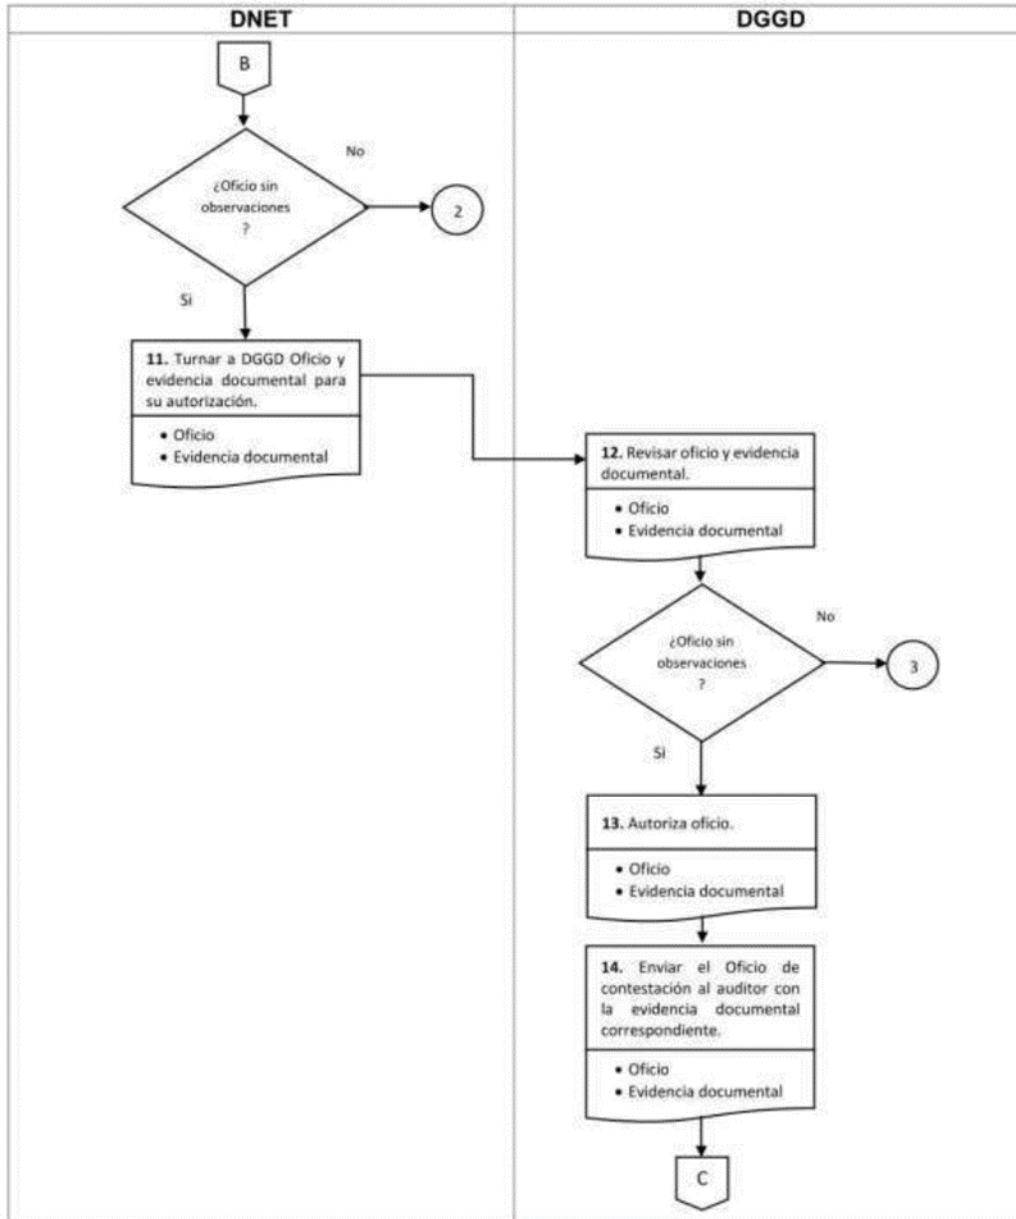 DNET
DGGD
B
¿Oficio sin
observaciones
?
No
2
Si
11. Turnar a DGGD Oficio y
evidencia documental para
su autorización.
• Oficio
• Evidencia documental
12. Revisar oficio y evidencia
documental.
• Oficio
• Evidencia documental
¿Oficio sin
observaciones
?
No
3
Si
13. Autoriza oficio.
• Oficio
• Evidencia documental
14. Enviar el Oficio de
contestación al auditor con
la evidencia documental
correspondiente.
• Oficio
• Evidencia documental
C